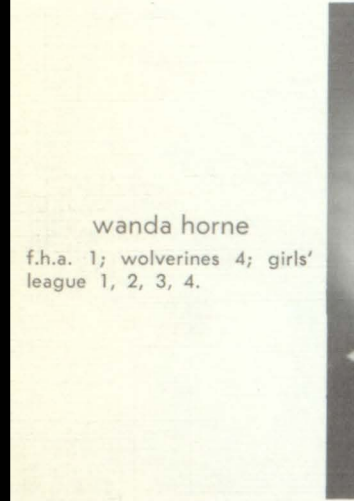 wanda horne
f.h.a. 1; wolverines 4; girls'
league 1, 2, 3, 4.